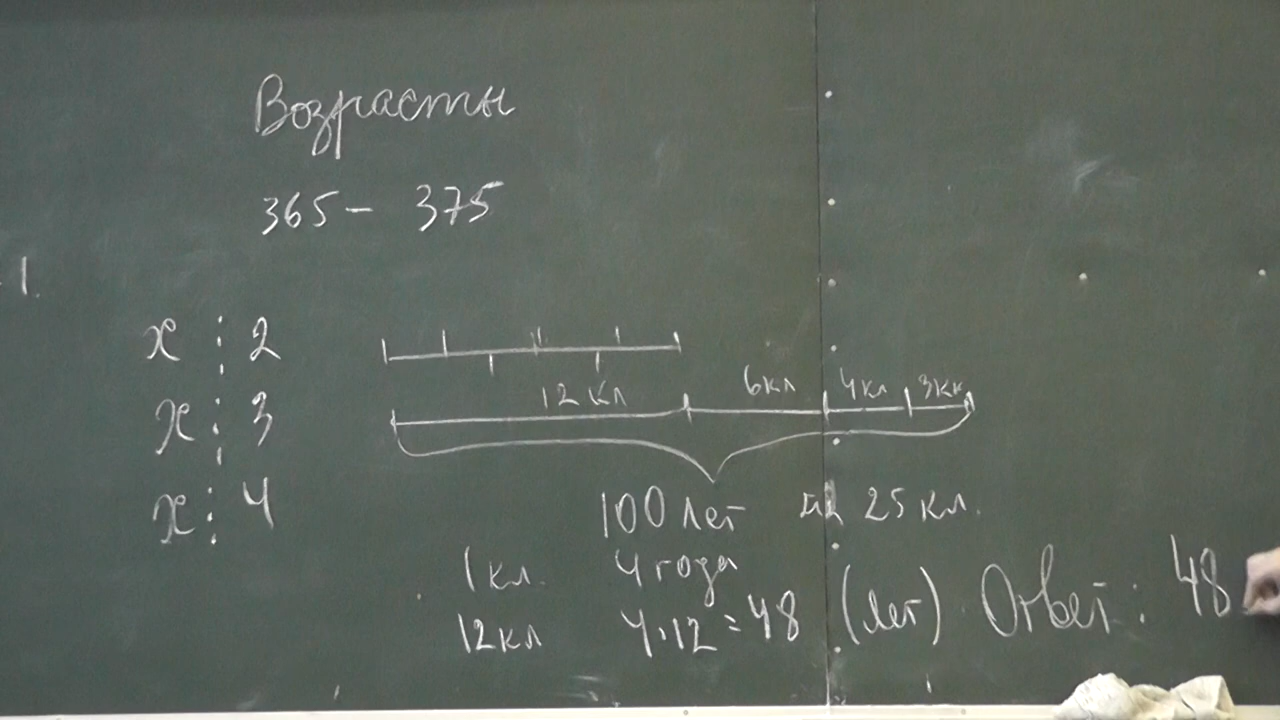 Возрасты
365 - 375
1.
x ⋮ 2
x ⋮ 3
x ⋮ 4
12 кл 6 кл 4 кл 3 кл
100 лет 25 кл.
1 кл. 4 года
12 кл 4·12=48 (лет) Ответ: 48